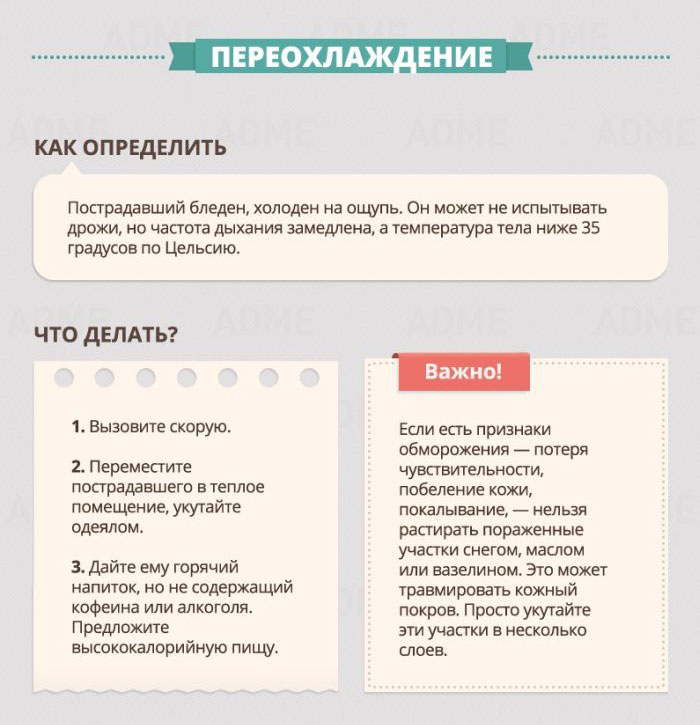 ПЕРЕОХЛАЖДЕНИЕ
КАК ОПРЕДЕЛИТЬ
Пострадавший бледен, холоден на ощупь. Он может не испытывать
дрожи, но частота дыхания замедлена, а температура тела ниже 35
градусов по Цельсию.
ЧТО ДЕЛАТЬ?
1. Вызовите скорую.
2. Переместите
пострадавшего в теплое
помещение, укутайте
одеялом.
3. Дайте ему горячий
напиток, но не содержащий
кофеина или алкоголя.
Предложите
высококалорийную пищу.
Важно!
Если есть признаки
обморожения — потеря
чувствительности,
побеление кожи,
покалывание, — нельзя
растирать пораженные
участки снегом, маслом
или вазелином. Это может
травмировать кожный
покров. Просто укутайте
эти участки в несколько
слоев.
ADME